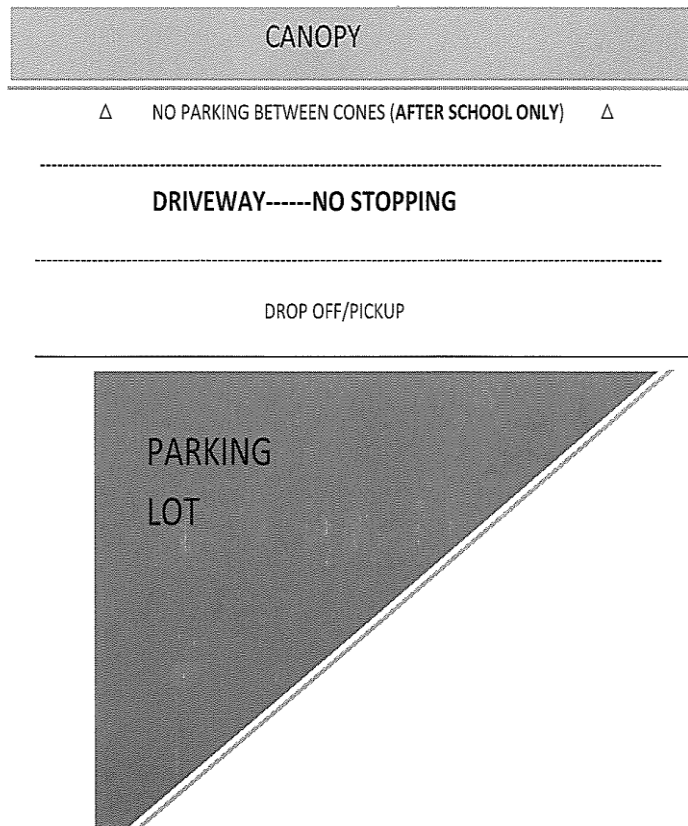 CANOPY
Δ NO PARKING BETWEEN CONES (AFTER SCHOOL ONLY) Δ
DRIVEWAY------NO STOPPING
DROP OFF/PICKUP
PARKING
LOT